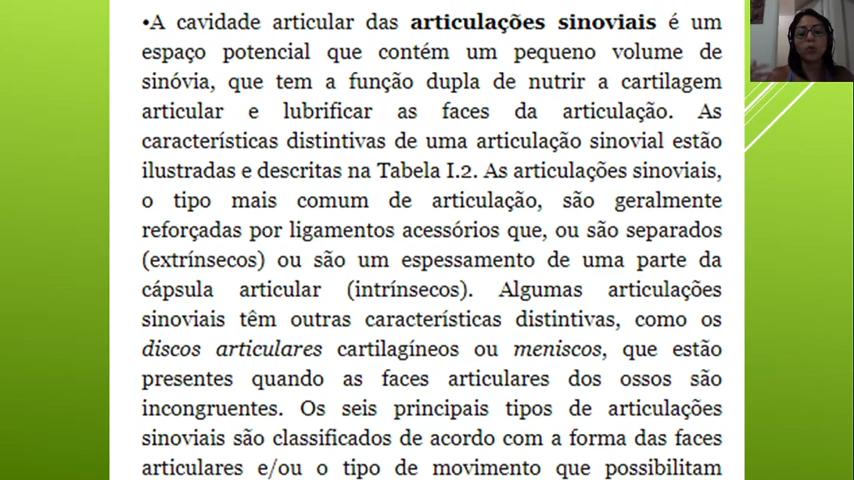 •A cavidade articular das articulações sinoviais é um
espaço potencial que contém um pequeno volume de
sinóvia, que tem a função dupla de nutrir a cartilagem
articular e lubrificar as faces da articulação. As
características distintivas de uma articulação sinovial estão
ilustradas e descritas na Tabela I.2. As articulações sinoviais,
o tipo mais comum de articulação, são geralmente
reforçadas por ligamentos acessórios que, ou são separados
(extrínsecos) ou são um espessamento de uma parte da
cápsula articular (intrínsecos). Algumas articulações
sinoviais têm outras características distintivas, como os
discos articulares cartilagíneos ou meniscos, que estão
presentes quando as faces articulares dos ossos são
incongruentes. Os seis principais tipos de articulações
sinoviais são classificados de acordo com a forma das faces
articulares e/ou o tipo de movimento que possibilitam